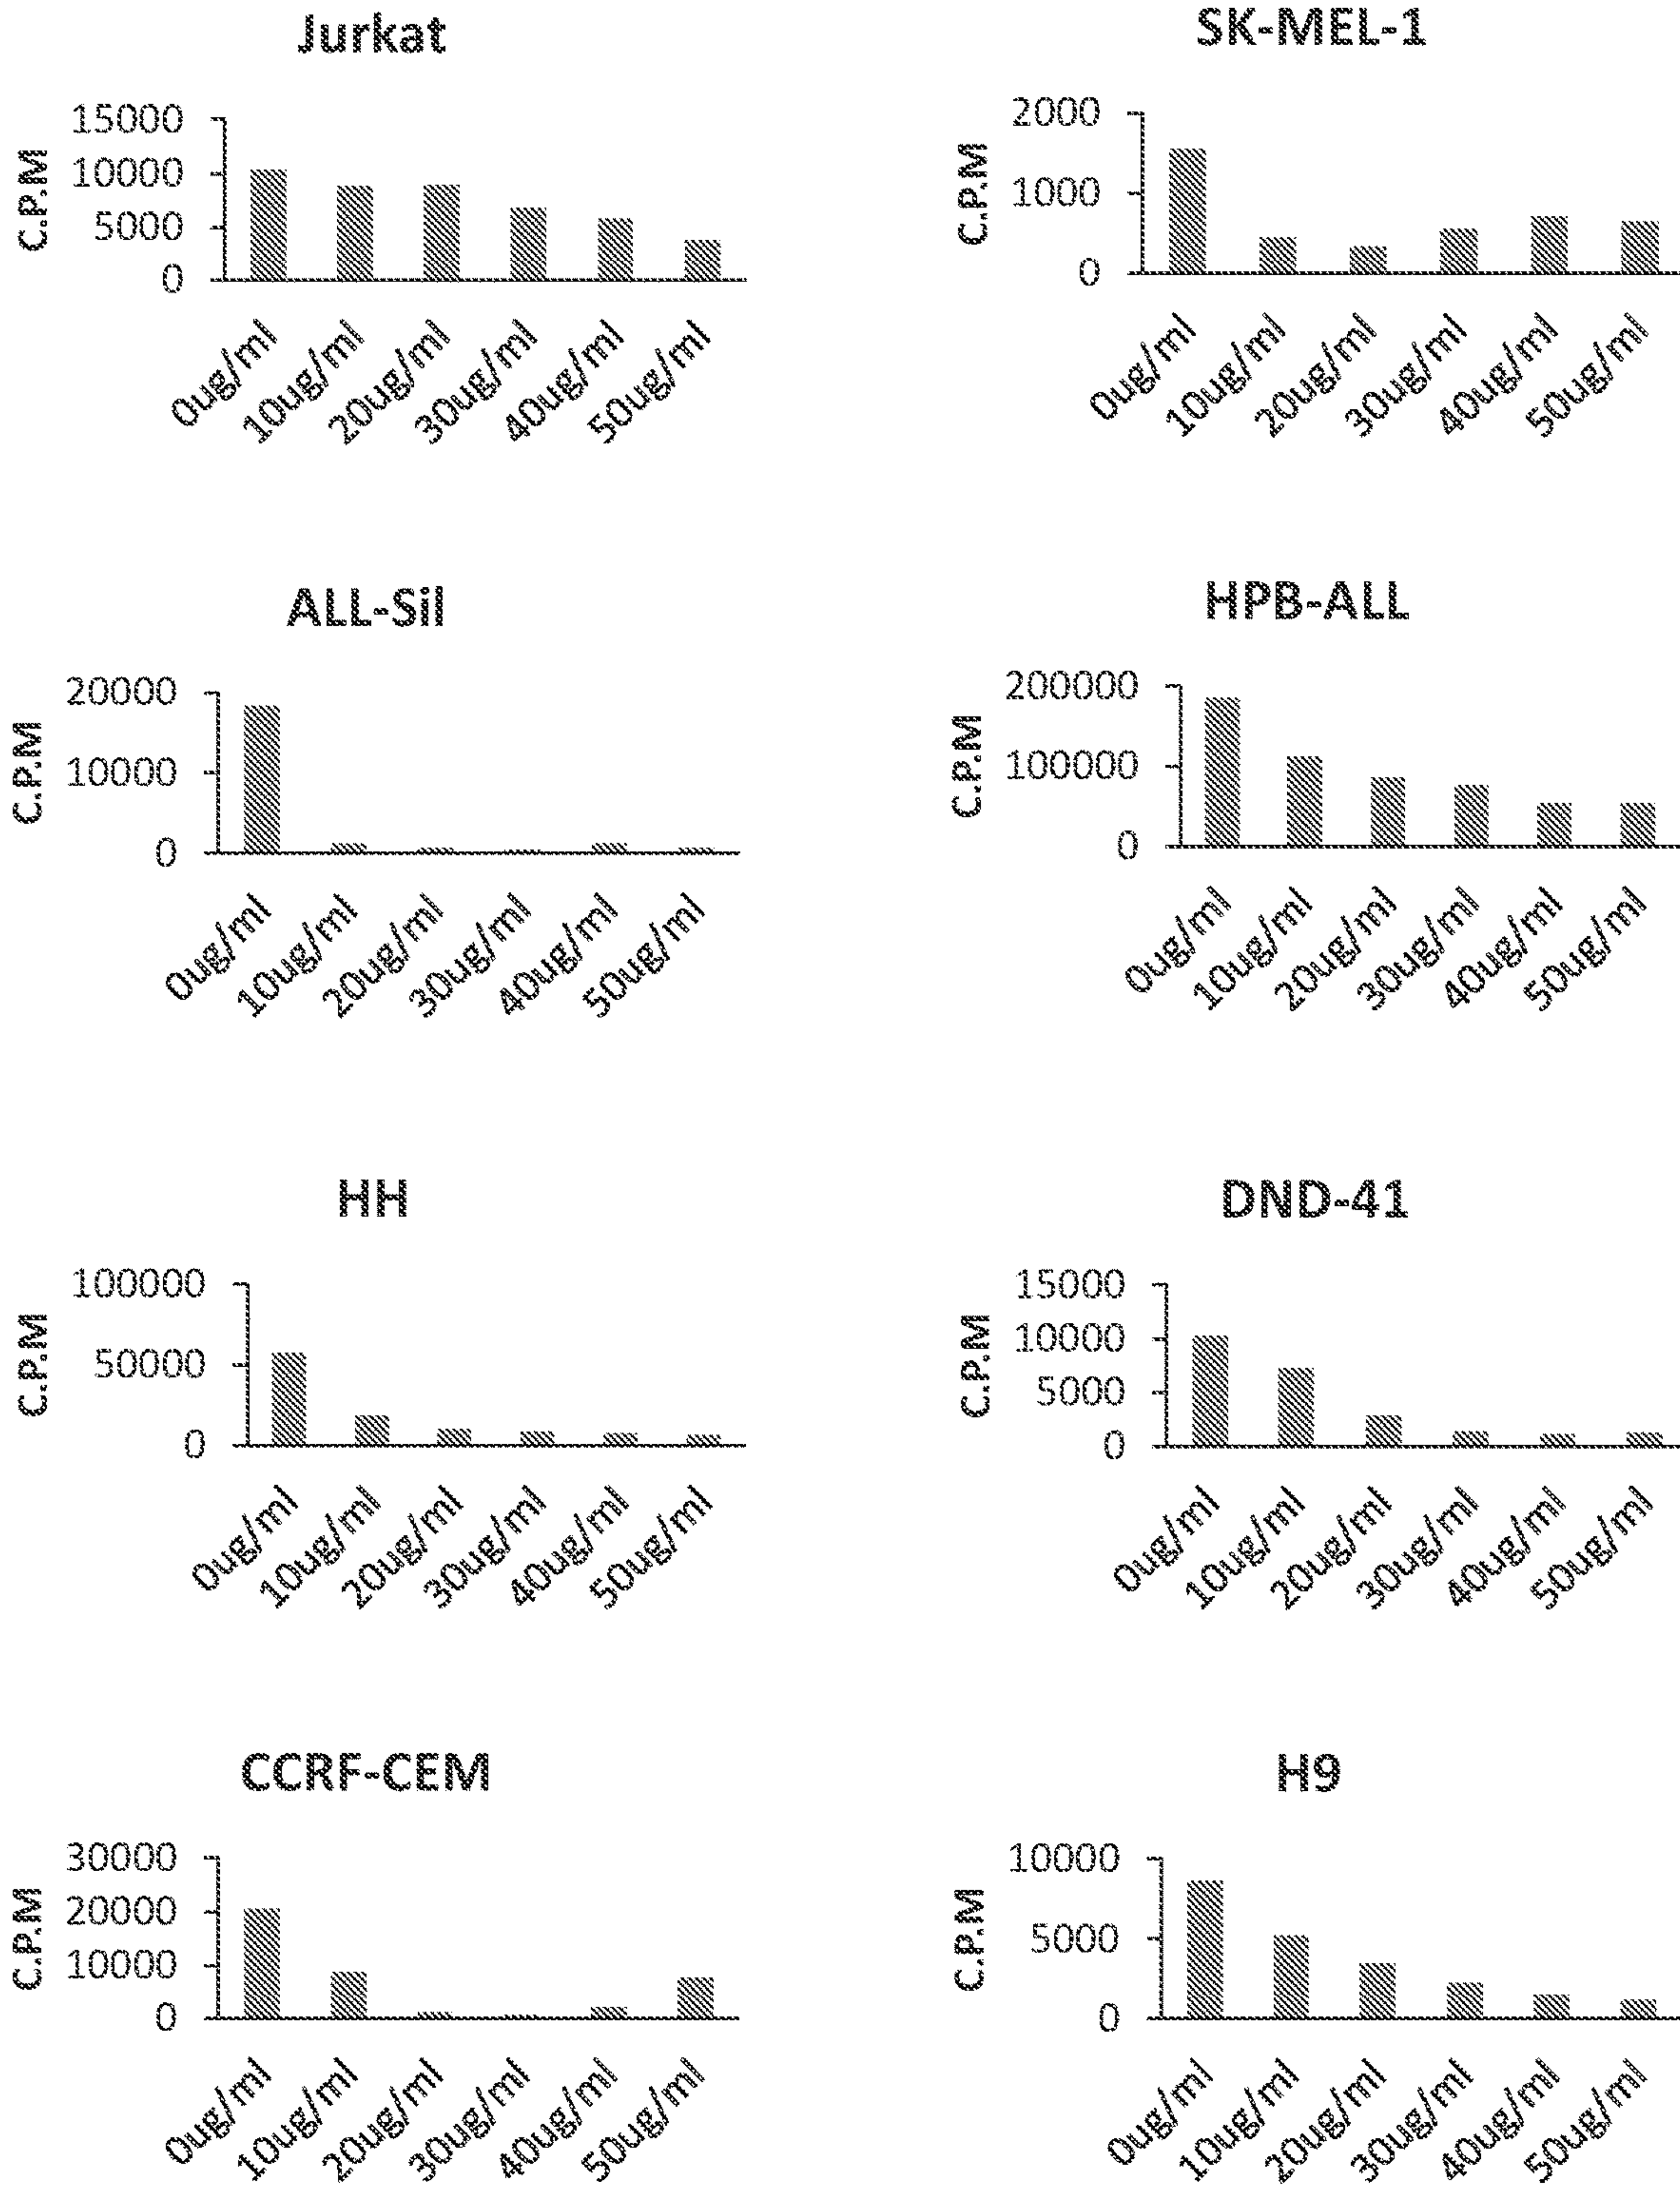 Jurkat
C.P.M
15000
10000
5000
0
0ug/ml
10ug/ml
20ug/ml
30ug/ml
40ug/ml
50ug/ml
SK-MEL-1
C.P.M
2000
1000
0
0ug/ml
10ug/ml
20ug/ml
30ug/ml
40ug/ml
50ug/ml
ALL-Sil
C.P.M
20000
10000
0
0ug/ml
10ug/ml
20ug/ml
30ug/ml
40ug/ml
50ug/ml
HPB-ALL
C.P.M
200000
100000
0
0ug/ml
10ug/ml
20ug/ml
30ug/ml
40ug/ml
50ug/ml
HH
C.P.M
100000
50000
0
0ug/ml
10ug/ml
20ug/ml
30ug/ml
40ug/ml
50ug/ml
DND-41
C.P.M
15000
10000
5000
0
0ug/ml
10ug/ml
20ug/ml
30ug/ml
40ug/ml
50ug/ml
CCRF-CEM
C.P.M
30000
20000
10000
0
0ug/ml
10ug/ml
20ug/ml
30ug/ml
40ug/ml
50ug/ml
H9
C.P.M
10000
5000
0
0ug/ml
10ug/ml
20ug/ml
30ug/ml
40ug/ml
50ug/ml